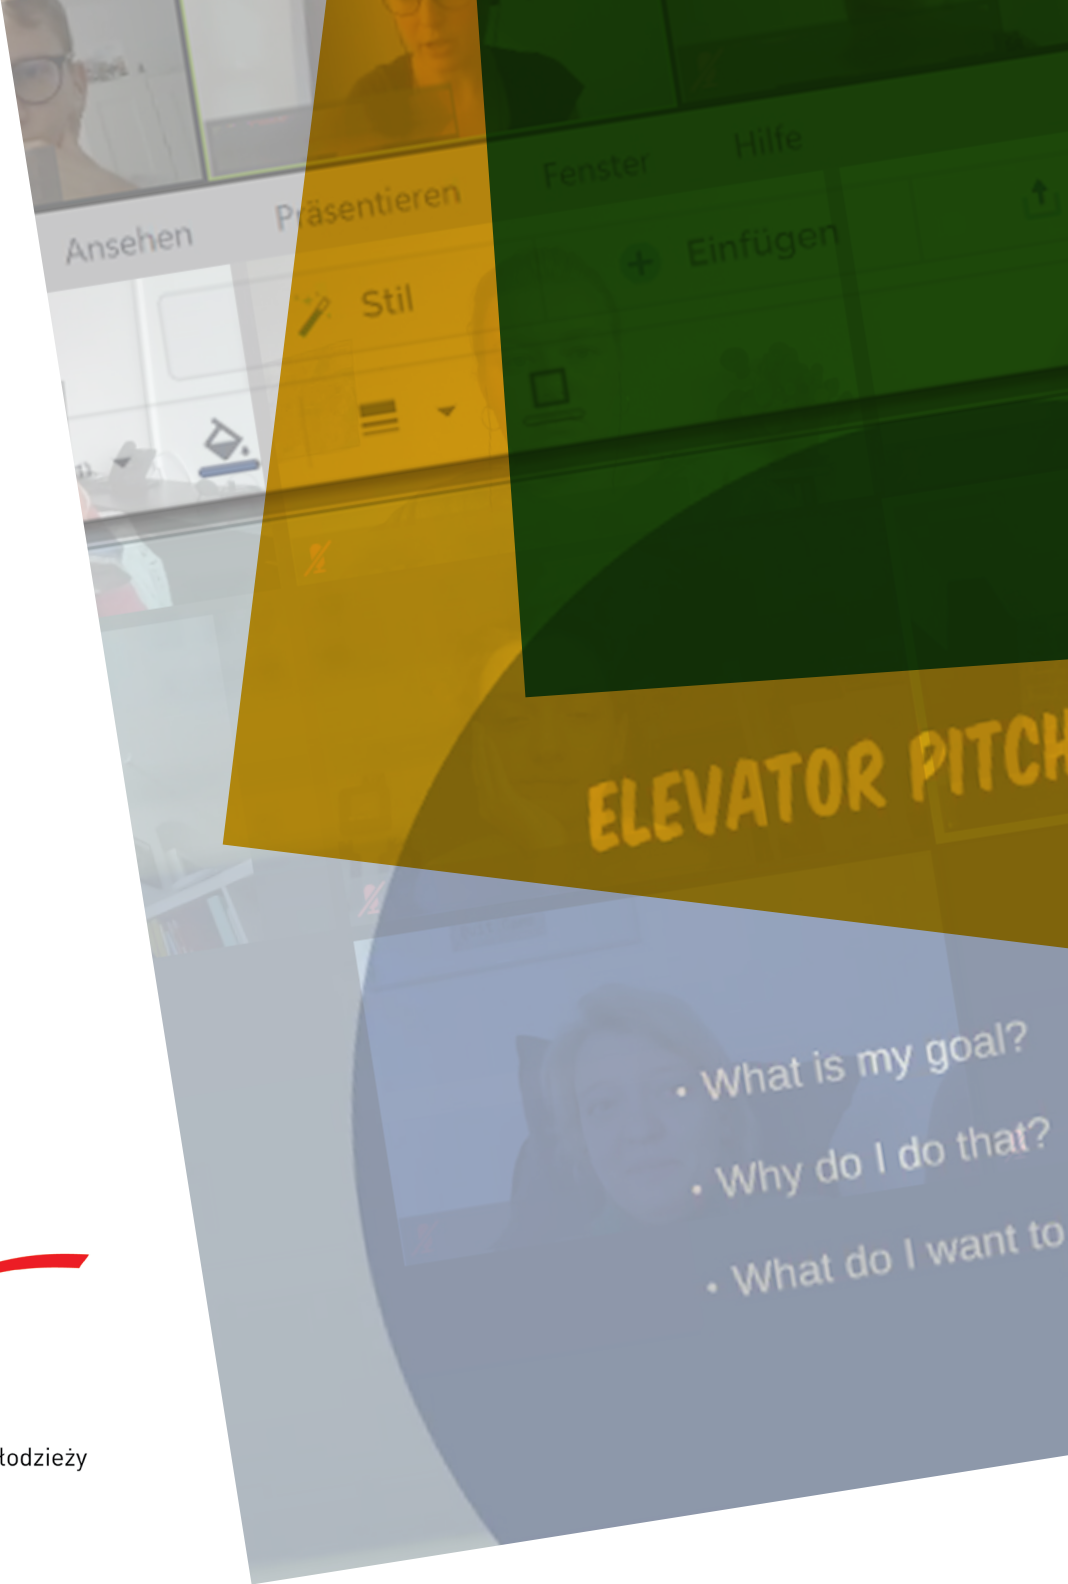 Ansehen Präsentieren Fenster Hilfe
Stil Einfügen
ELEVATOR PITCH
• What is my goal?
• Why do I do that?
• What do I want to
łodzieży